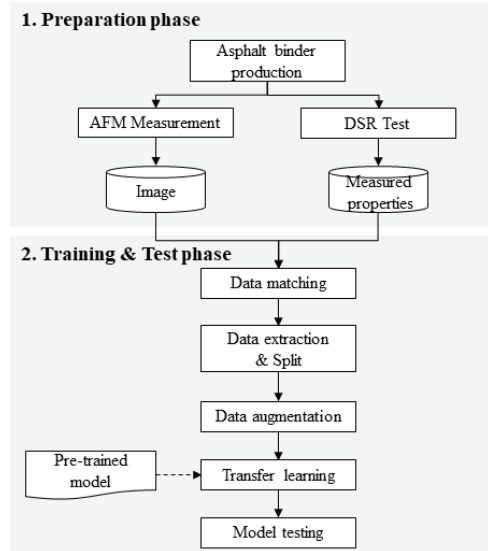 1. Preparation phase
Asphalt binder
production
AFM Measurement
DSR Test
Image
Measured
properties
2. Training & Test phase
Data matching
Data extraction
& Split
Data augmentation
Pre-trained
model
Transfer learning
Model testing